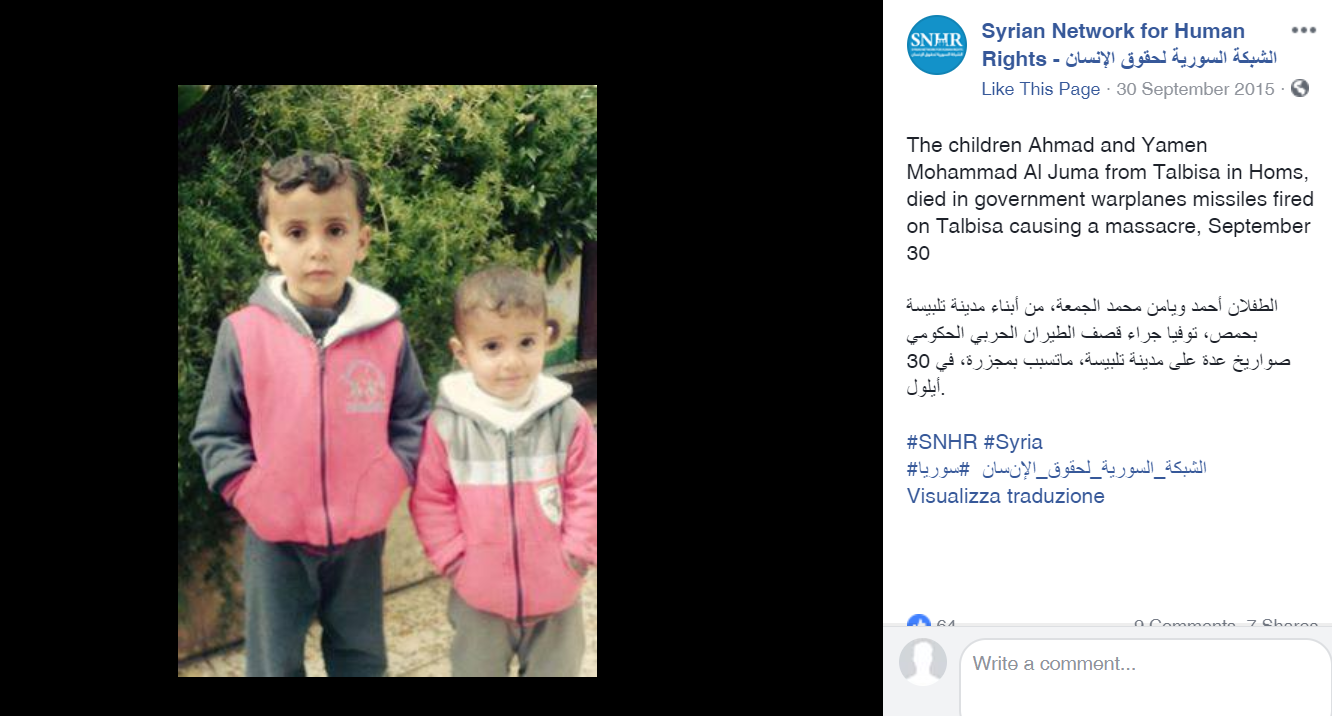 SNHR
Syrian Network for Human
Rights - الشبكة السورية لحقوق الإنسان
Like This Page · 30 September 2015 ·
The children Ahmad and Yamen
Mohammad Al Juma from Talbisa in Homs,
died in government warplanes missiles fired
on Talbisa causing a massacre, September
30
الطفلان أحمد ويامن محمد الجمعة، من أبناء مدينة تلبيسة
بحمص، توفيا جراء قصف الطيران الحربي الحكومي
صواريخ عدة على مدينة تلبيسة، ماتسبب بمجزرة، في 30
أيلول.
#SNHR #Syria
#الشبكة_السورية_لحقوق_الإنسان #سوريا
Visualizza traduzione
64 9 Comments 7 Shares
Write a comment...